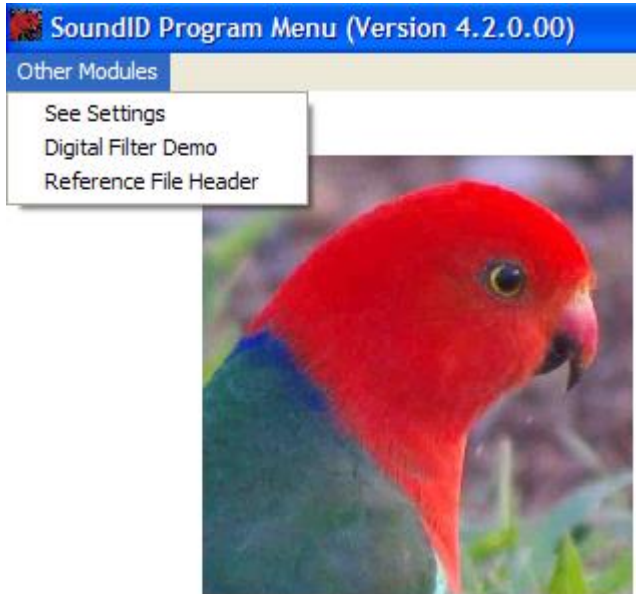 SoundID Program Menu (Version 4.2.0.00)
Other Modules
See Settings
Digital Filter Demo
Reference File Header